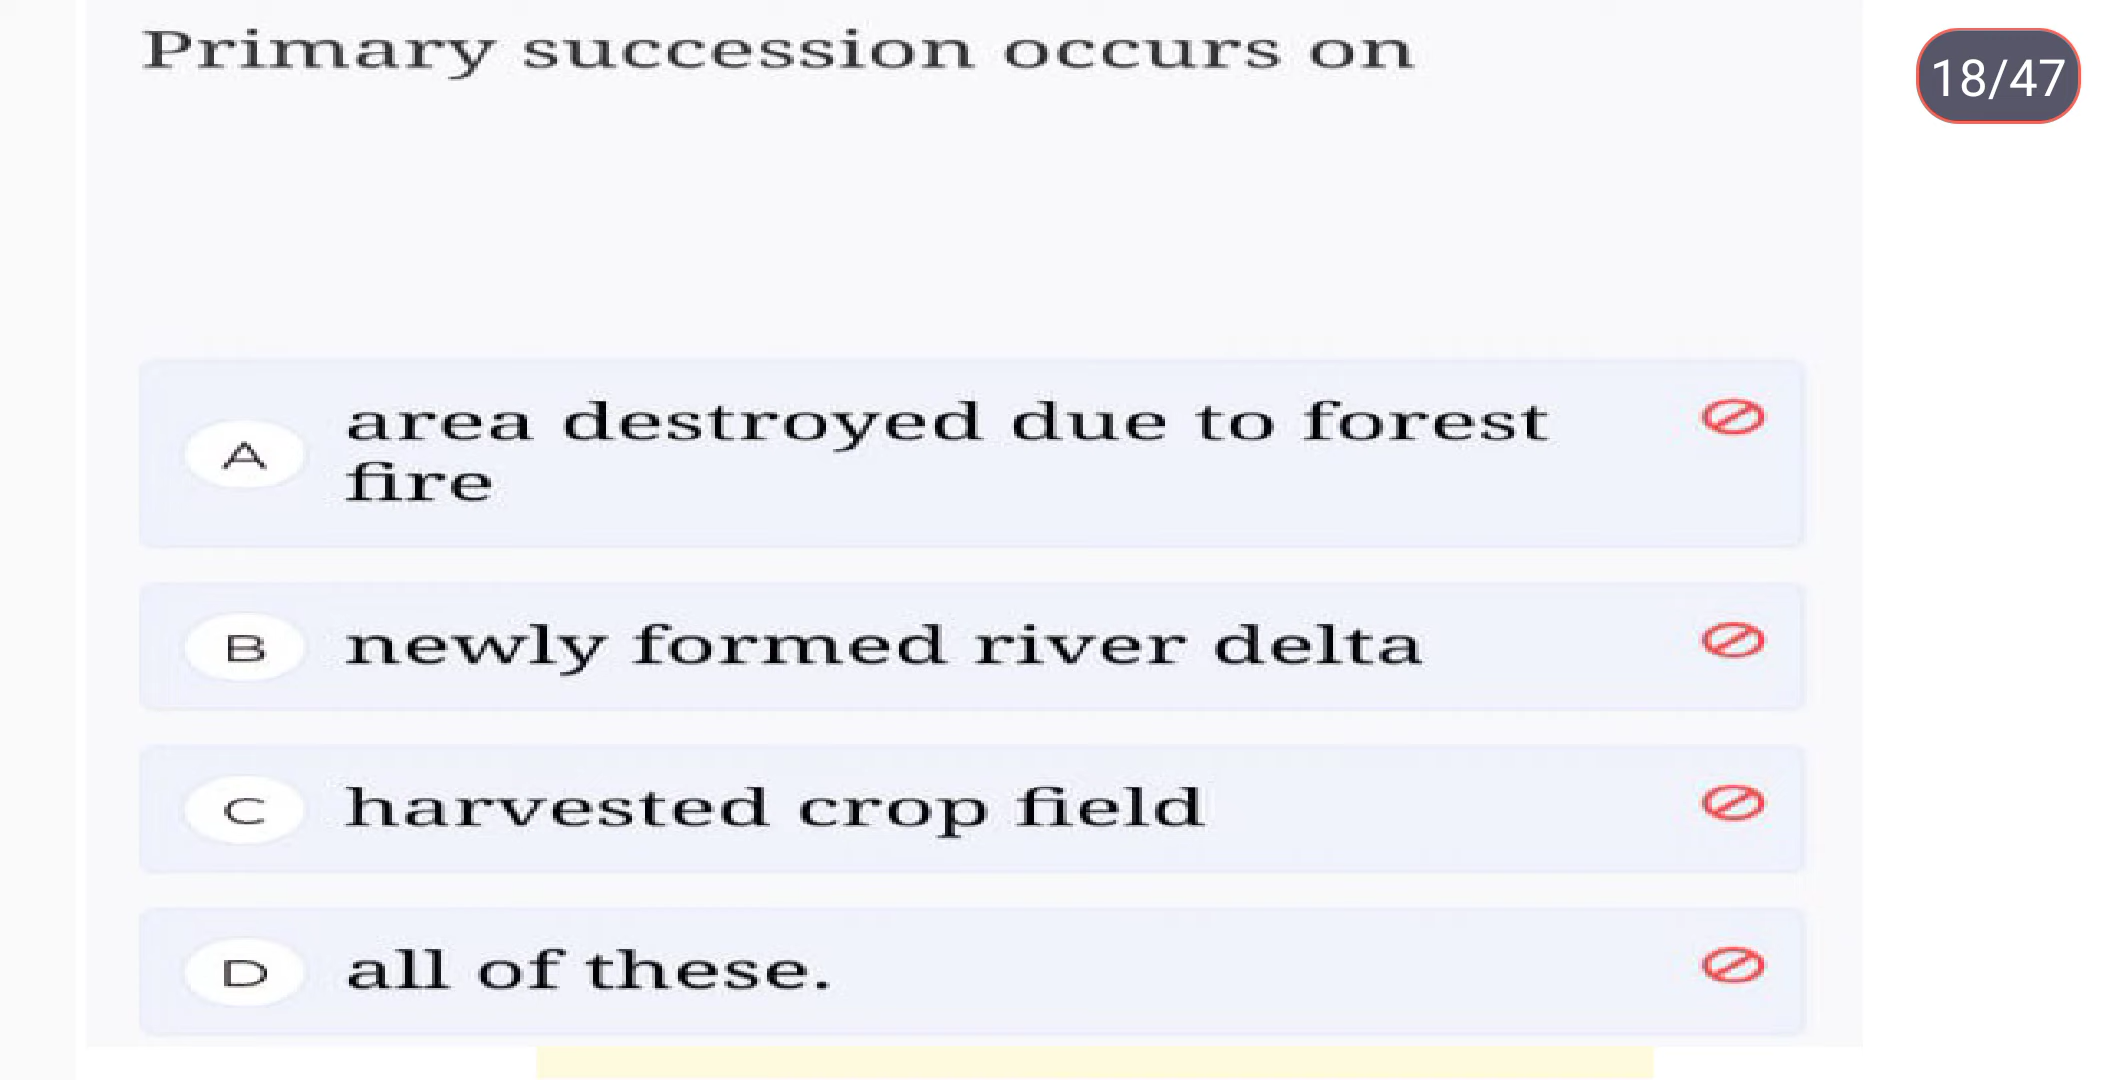 Primary succession occurs on
18/47
A area destroyed due to forest
fire
B newly formed river delta
C harvested crop field
D all of these.